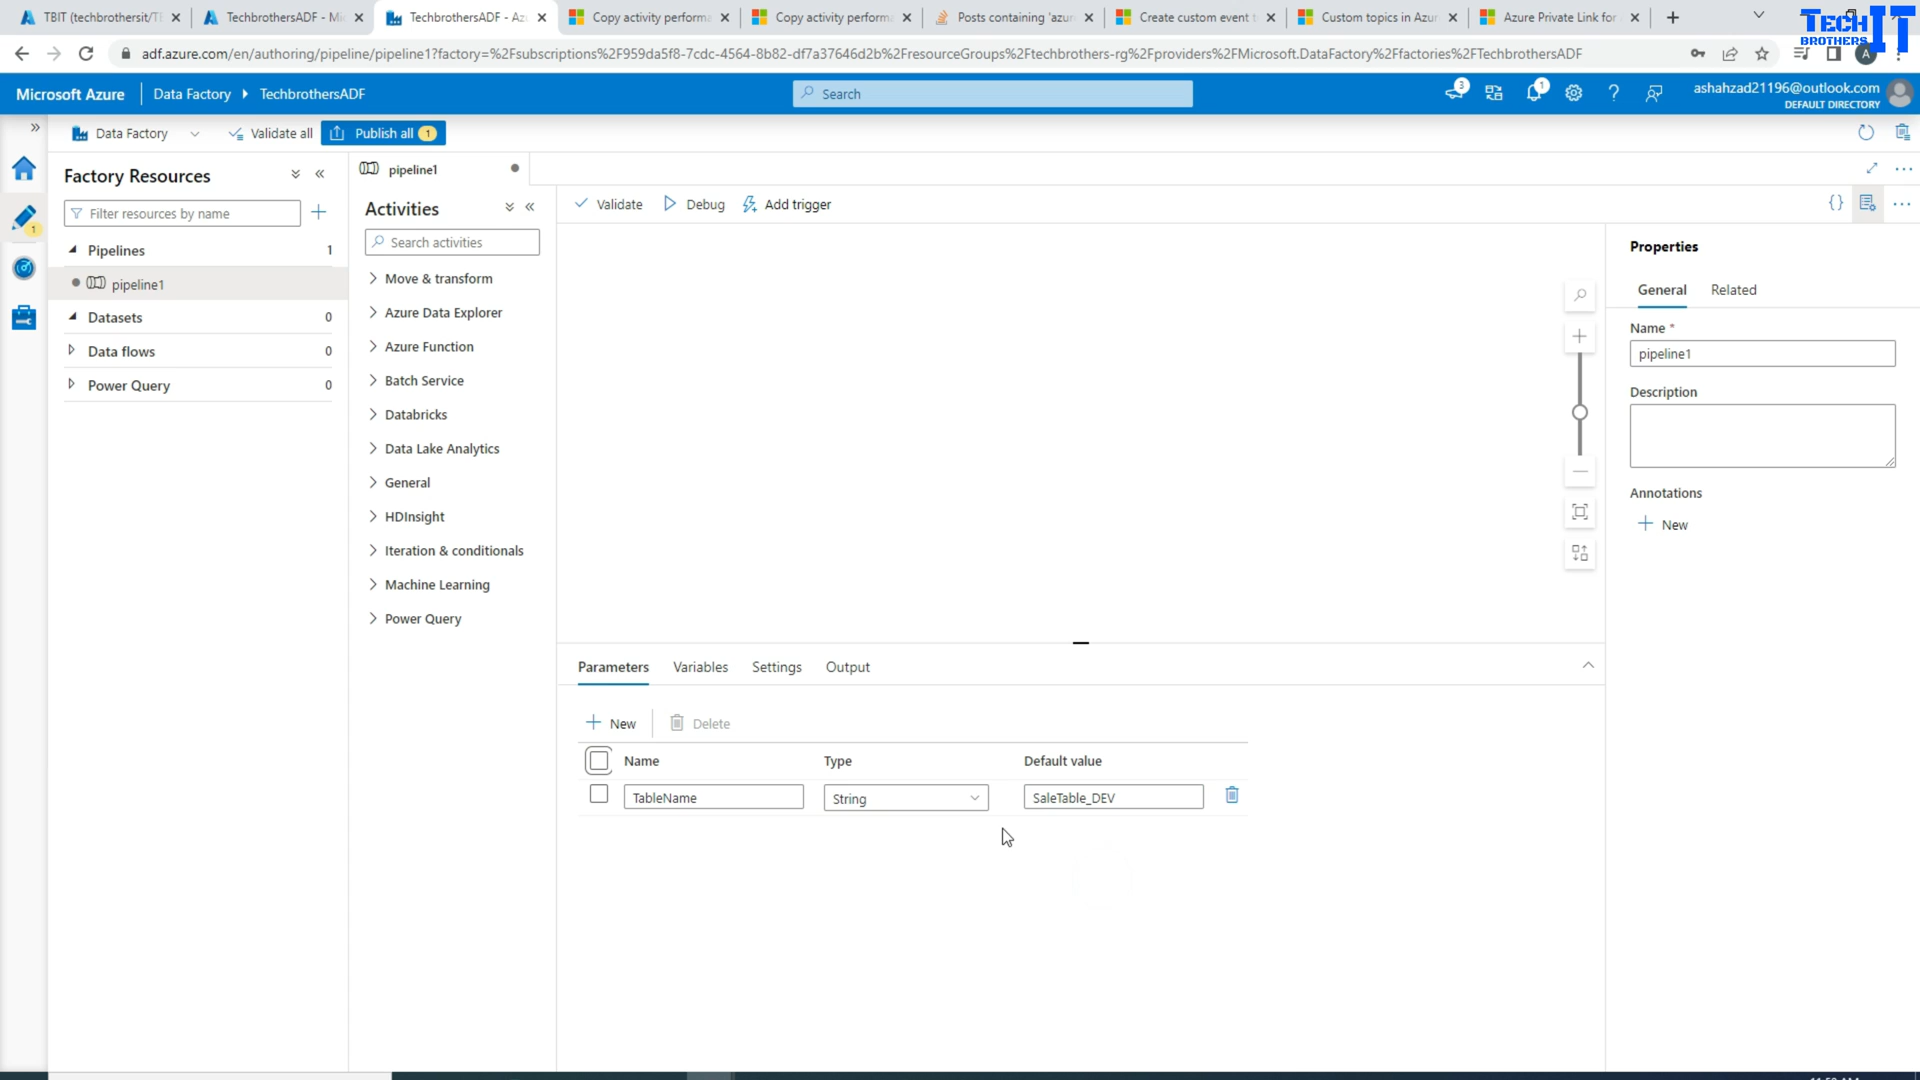 TBIT (techbrothersit/TE
TechbrothersADF - Mi
TechbrothersADF - Az
Copy activity performa
Copy activity performa
Posts containing 'azur
Create custom event t
Custom topics in Azur
Azure Private Link for
TECH IT
BROTHERS
adf.azure.com/en/authoring/pipeline/pipeline1?factory=%2Fsubscriptions%2F959da5f8-7cdc-4564-8b82-df7a37646d2b%2FresourceGroups%2Ftechbrothers-rg%2Fproviders%2FMicrosoft.DataFactory%2Ffactories%2FTechbrothersADF
A
Microsoft Azure
Data Factory
TechbrothersADF
Search
3
1
?
ashahzad21196@outlook.com
DEFAULT DIRECTORY
Data Factory
Validate all
Publish all 1
Factory Resources
Filter resources by name
1
Pipelines 1
pipeline1
Datasets 0
Data flows 0
Power Query 0
pipeline1
Activities
Search activities
Move & transform
Azure Data Explorer
Azure Function
Batch Service
Databricks
Data Lake Analytics
General
HDInsight
Iteration & conditionals
Machine Learning
Power Query
Validate
Debug
Add trigger
{}
Parameters
Variables
Settings
Output
New
Delete
Name Type Default value
TableName String SaleTable_DEV
Properties
General
Related
Name *
pipeline1
Description
Annotations
New